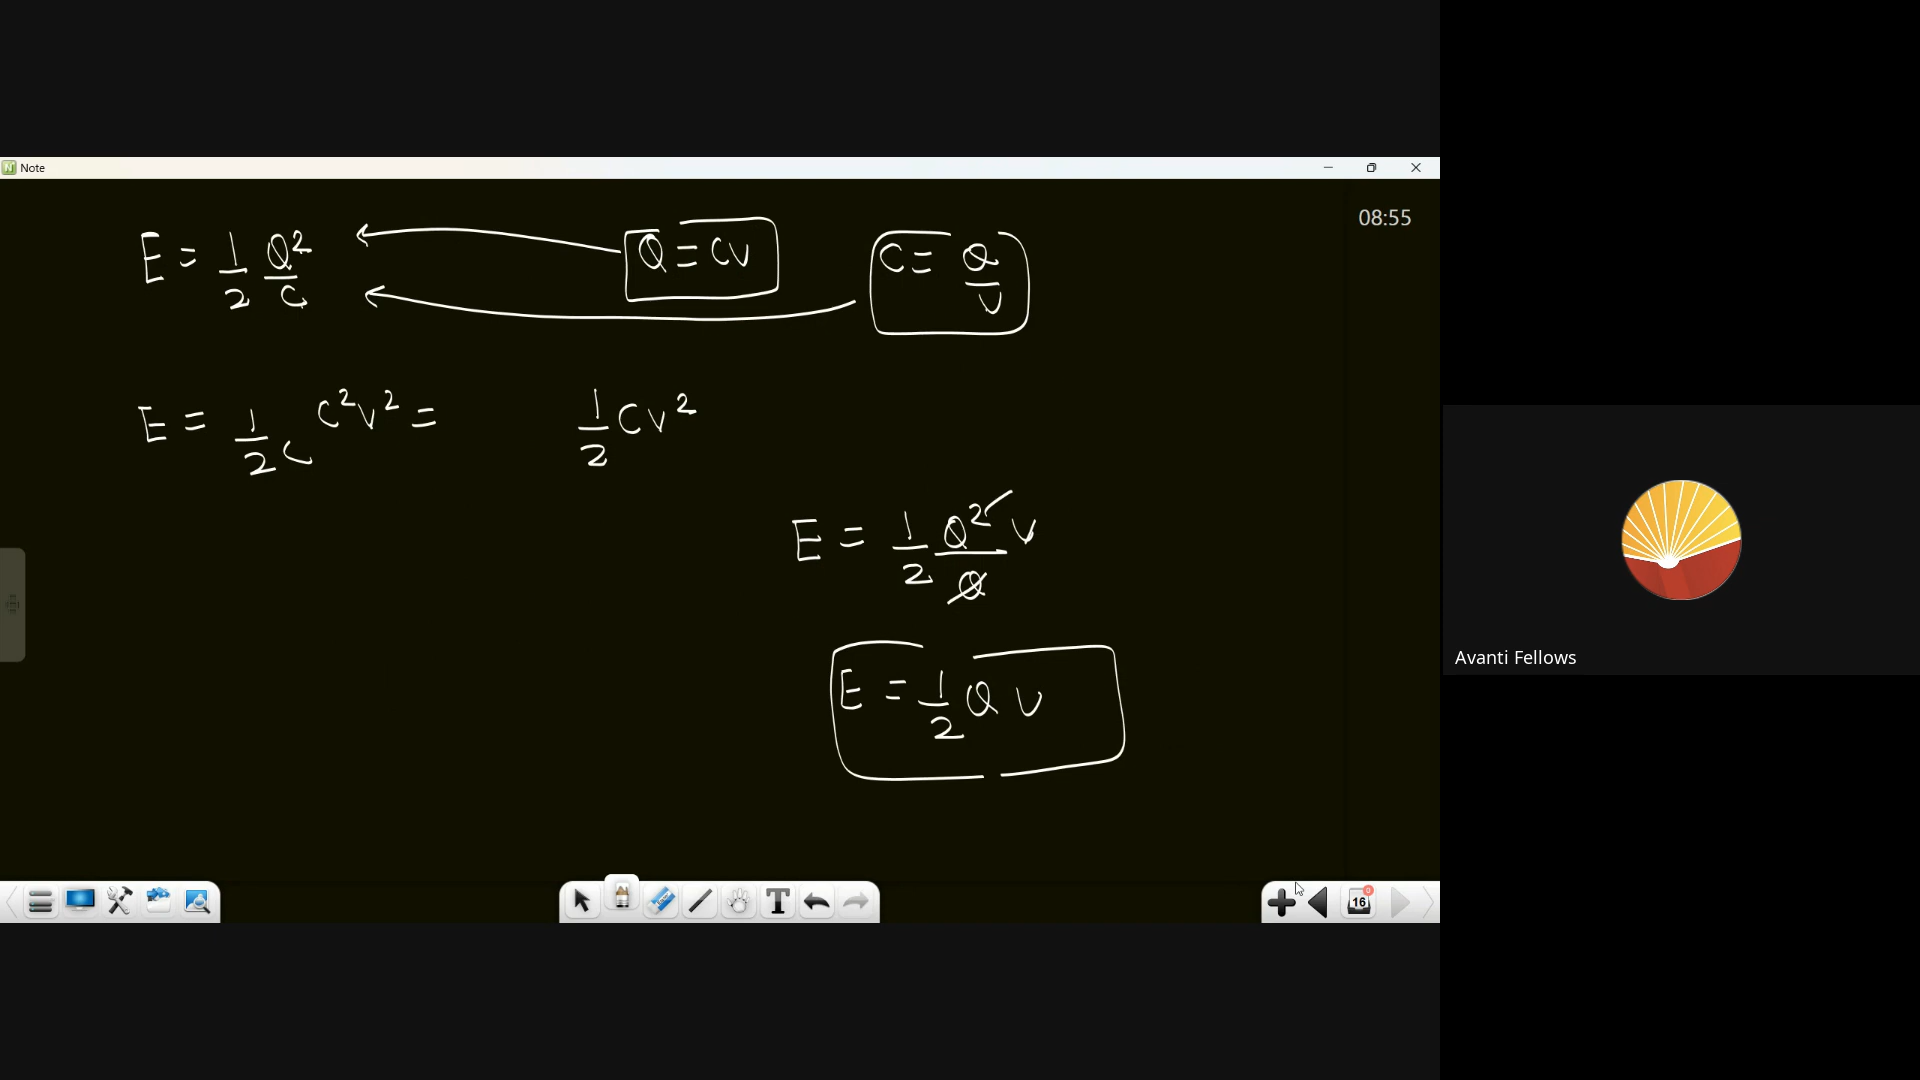 Note
08:55
E = 1/2 Q²/C
Q = CV
C = Q/V
E = 1/2C C²V² = 1/2 CV²
E = 1/2 Q²V/Q
E = 1/2 QV
Avanti Fellows
T
16
0